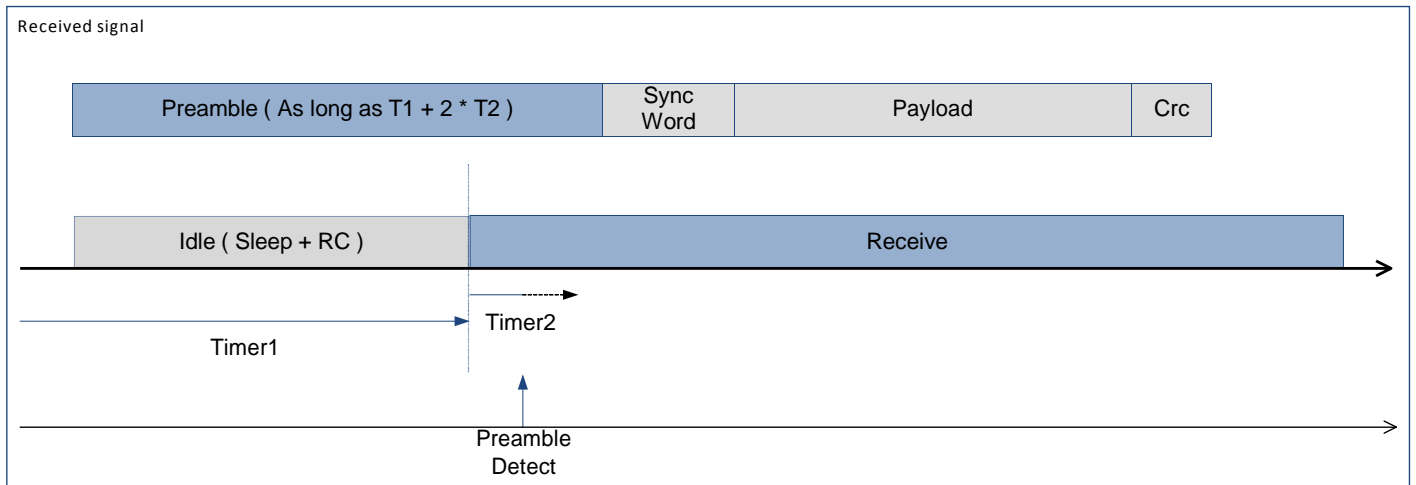 Received signal
Preamble ( As long as T1 + 2 * T2 )
Sync
Word
Payload
Crc
Idle ( Sleep + RC )
Receive
Timer2
Timer1
Preamble
Detect